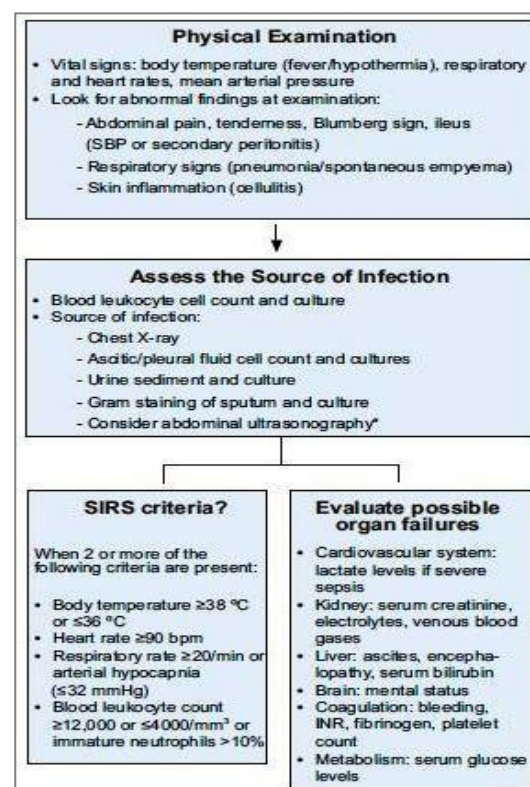 Physical Examination
• Vital signs: body temperature (fever/hypothermia), respiratory
and heart rates, mean arterial pressure
• Look for abnormal findings at examination:
- Abdominal pain, tenderness, Blumberg sign, ileus
(SBP or secondary peritonitis)
- Respiratory signs (pneumonia/spontaneous empyema)
- Skin inflammation (cellulitis)
Assess the Source of Infection
• Blood leukocyte cell count and culture
• Source of infection:
- Chest X-ray
- Ascitic/pleural fluid cell count and cultures
- Urine sediment and culture
- Gram staining of sputum and culture
- Consider abdominal ultrasonography*
SIRS criteria?
When 2 or more of the
following criteria are present:
• Body temperature ≥38 ºC
or ≤36 ºC
• Heart rate ≥90 bpm
• Respiratory rate ≥20/min or
arterial hypocapnia
(≤32 mmHg)
• Blood leukocyte count
≥12,000 or ≤4000/mm³ or
immature neutrophils >10%
Evaluate possible
organ failures
• Cardiovascular system:
lactate levels if severe
sepsis
• Kidney: serum creatinine,
electrolytes, venous blood
gases
• Liver: ascites, encepha-
lopathy, serum bilirubin
• Brain: mental status
• Coagulation: bleeding,
INR, fibrinogen, platelet
count
• Metabolism: serum glucose
levels